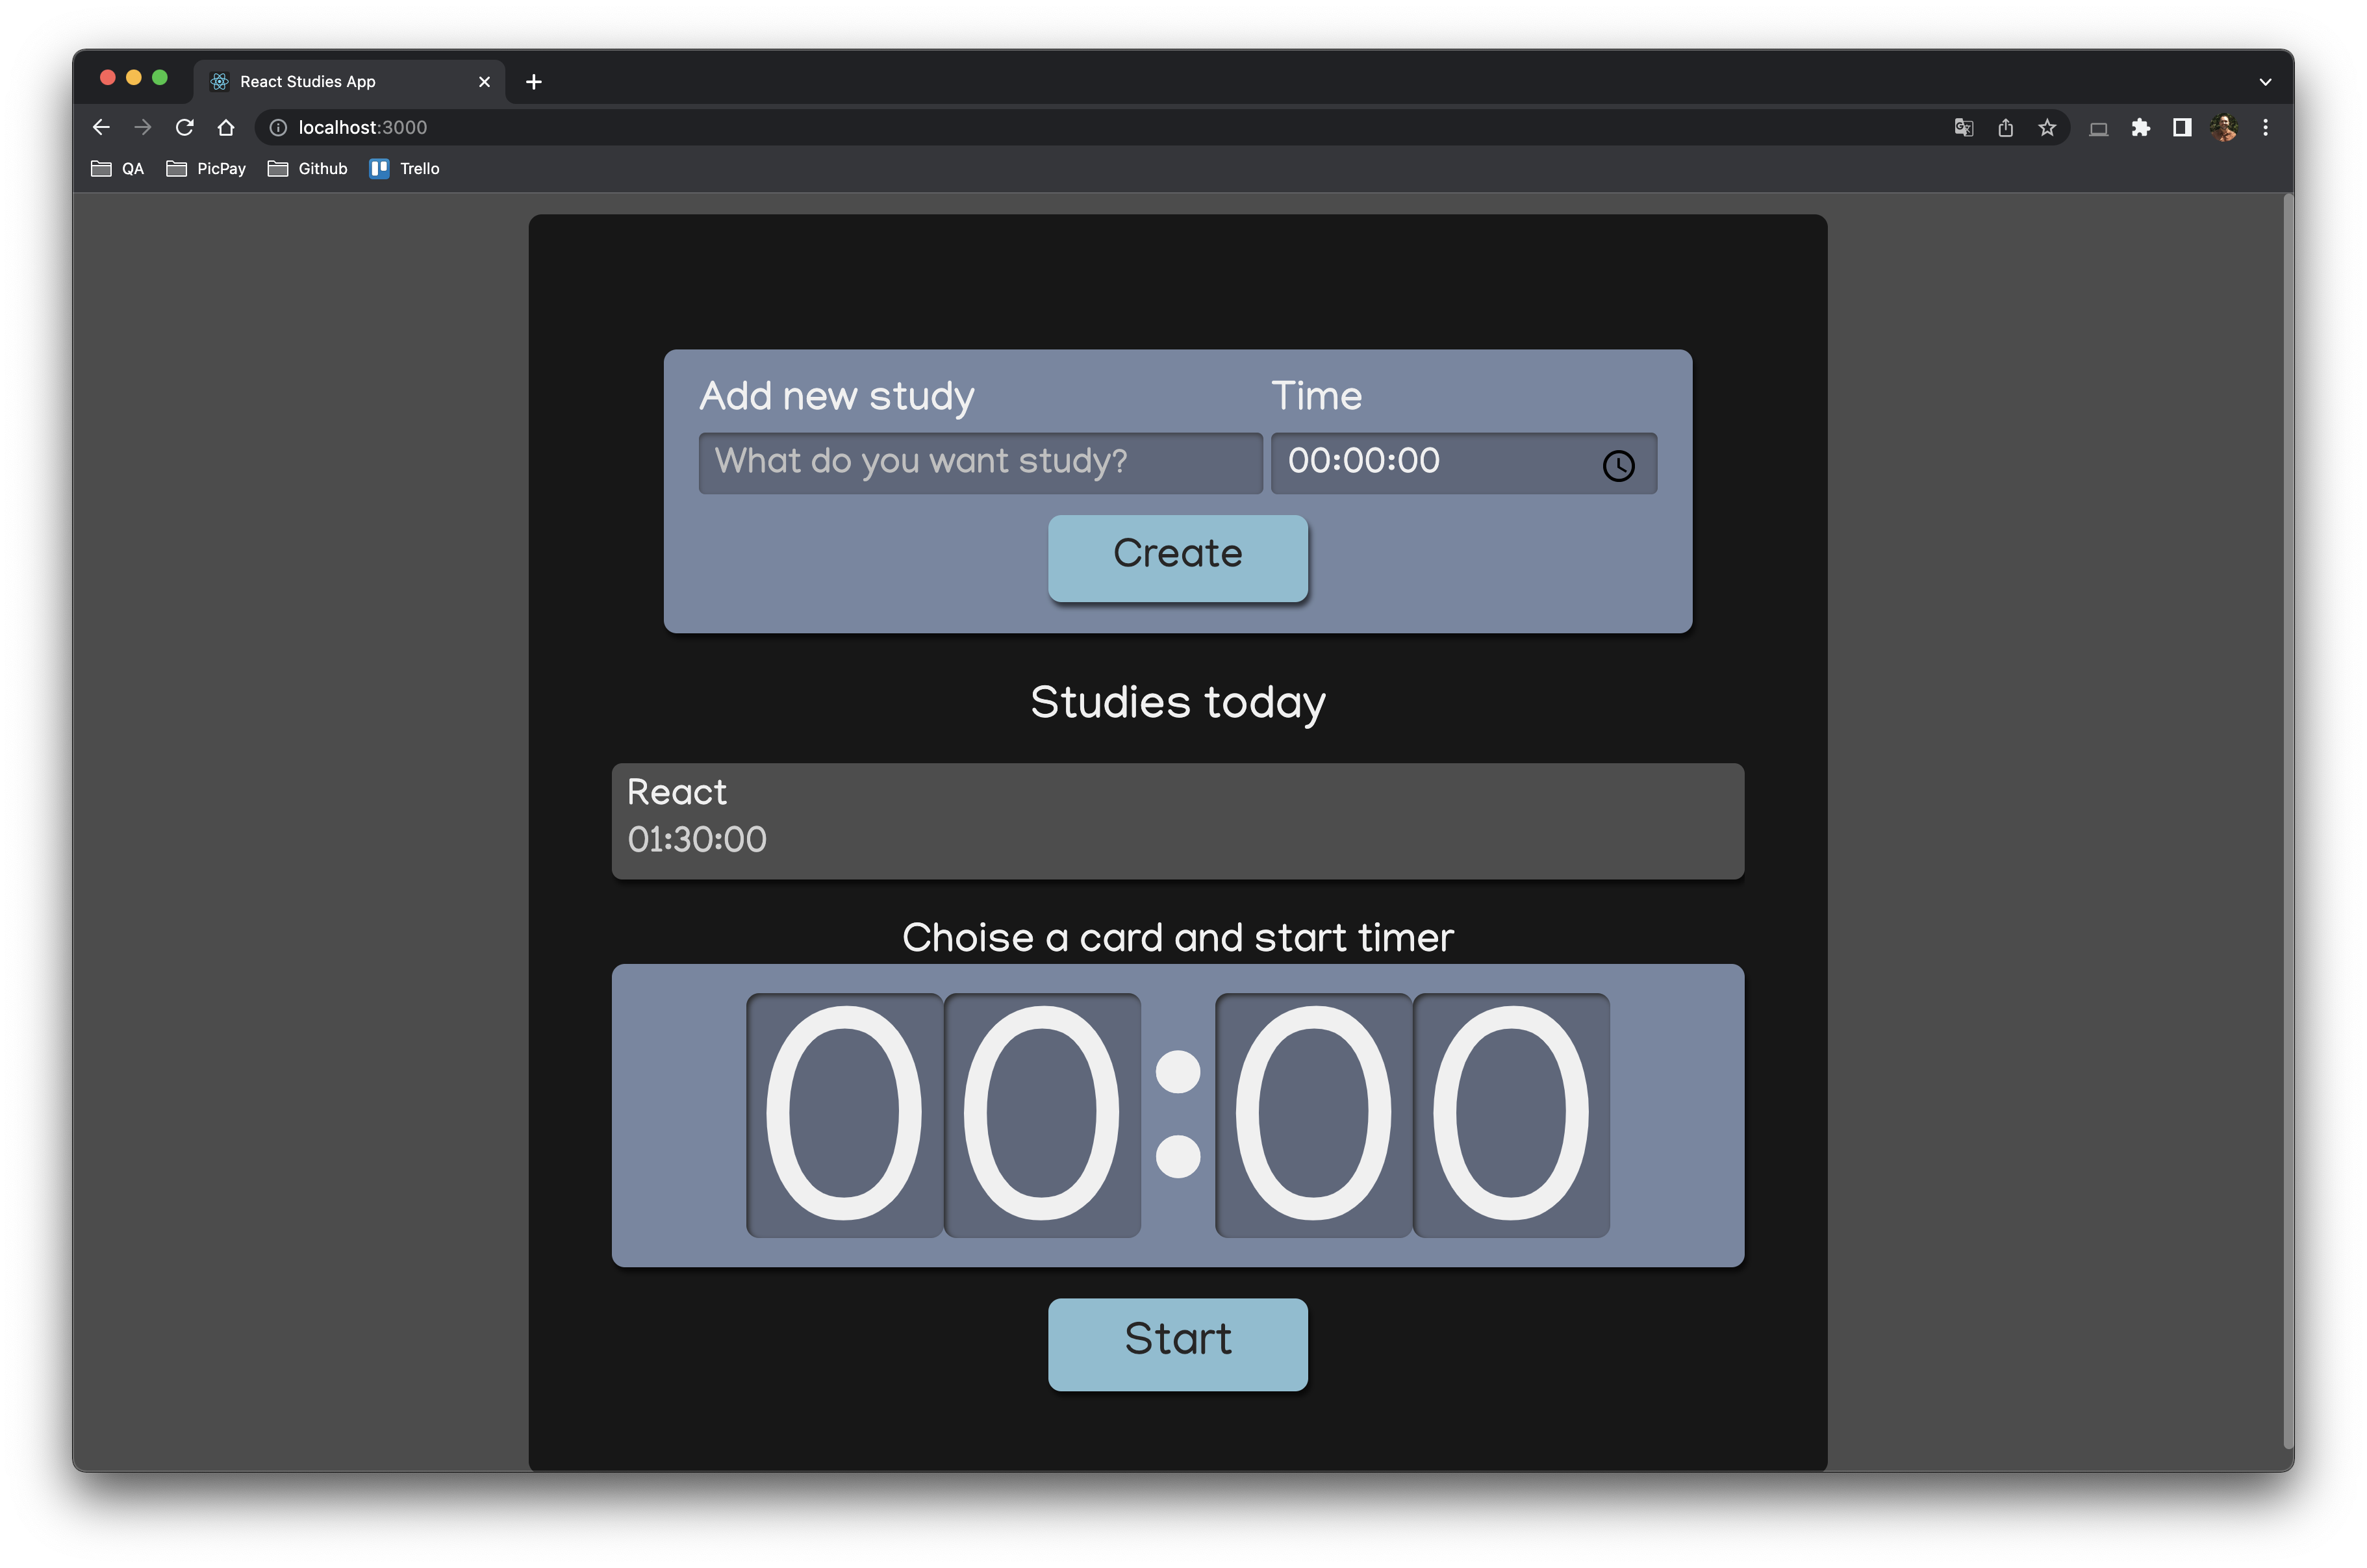 React Studies App
localhost:3000
QA PicPay Github Trello
Add new study Time
What do you want study? 00:00:00
Create
Studies today
React
01:30:00
Choise a card and start timer
00:00
Start